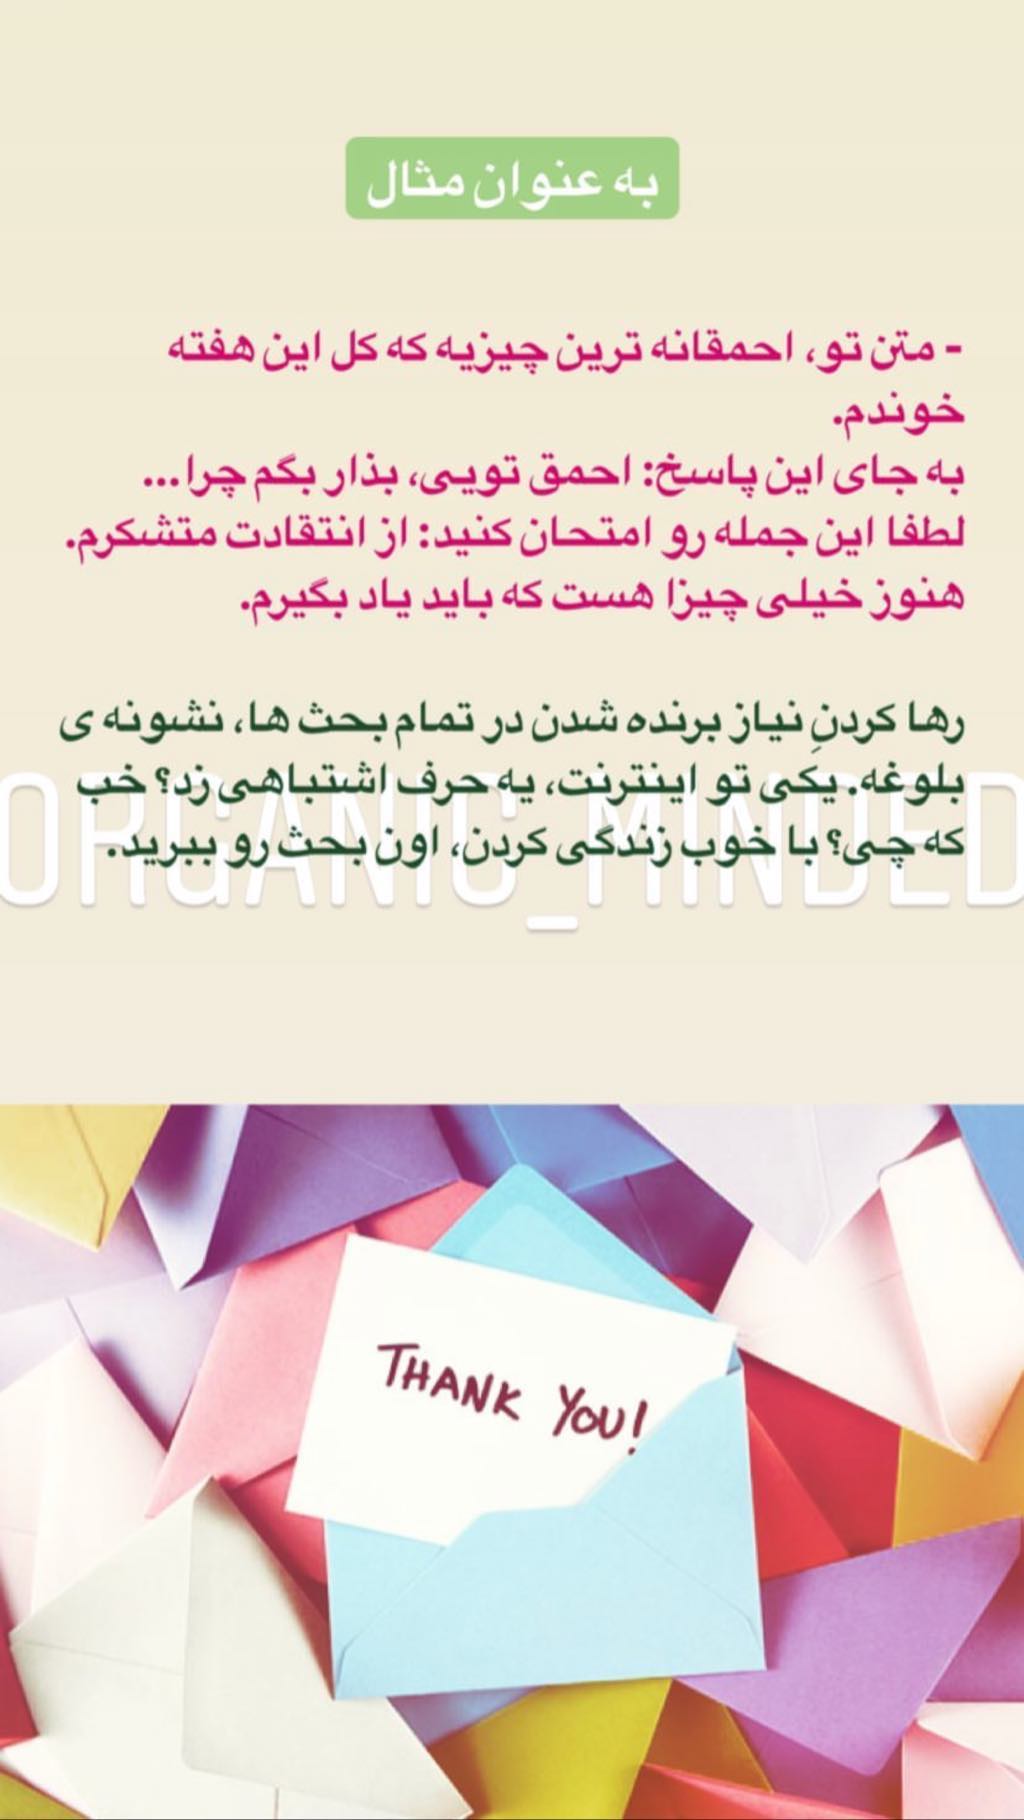 به عنوان مثال
- متن تو، احمقانه ترین چیزیه که کل این هفته
خوندم.
به جای این پاسخ: احمق تویی، بذار بگم چرا...
لطفا این جمله رو امتحان کنید: از انتقادت متشکرم.
هنوز خیلی چیزا هست که باید یاد بگیرم.
رها کردنِ نیاز برنده شدن در تمام بحث ها، نشونه ی
بلوغه. یکی تو اینترنت، یه حرف اشتباهی زد؟ خب
که چی؟ با خوب زندگی کردن، اون بحث رو ببرید.
ORGANIC_MINDED
THANK YOU!